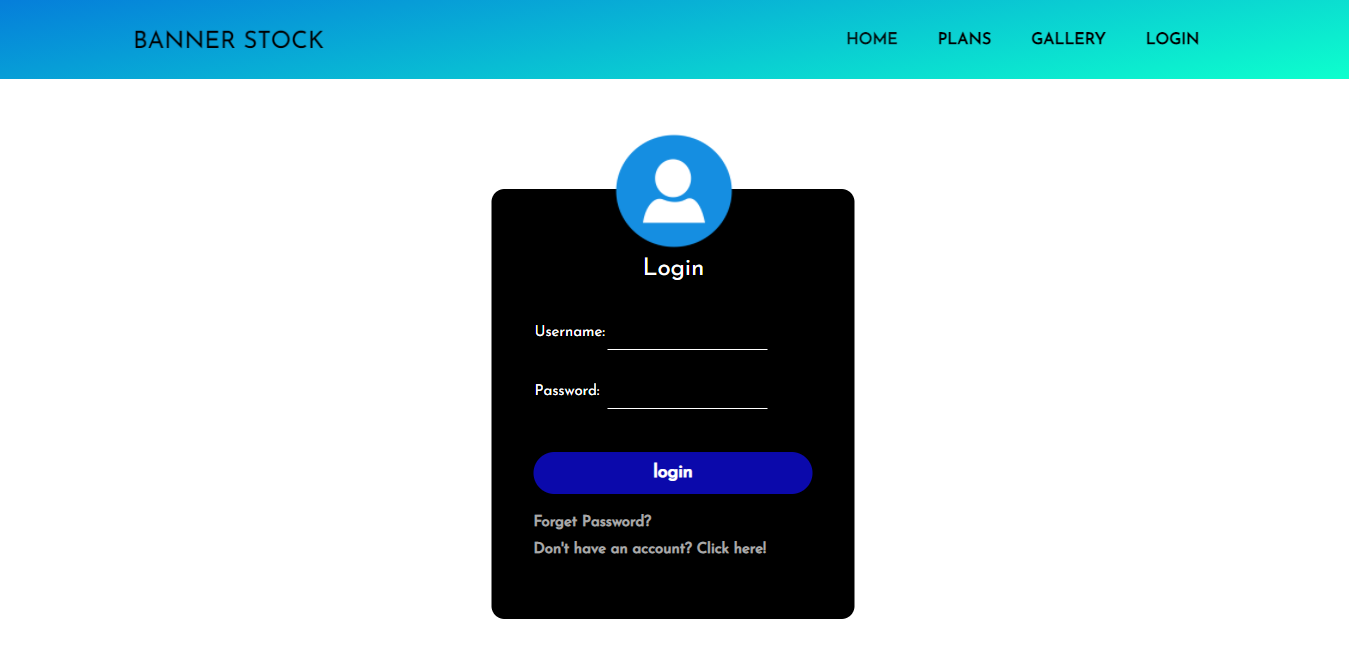 BANNER STOCK
HOME PLANS GALLERY LOGIN
Login
Username:
Password:
login
Forget Password?
Don't have an account? Click here!